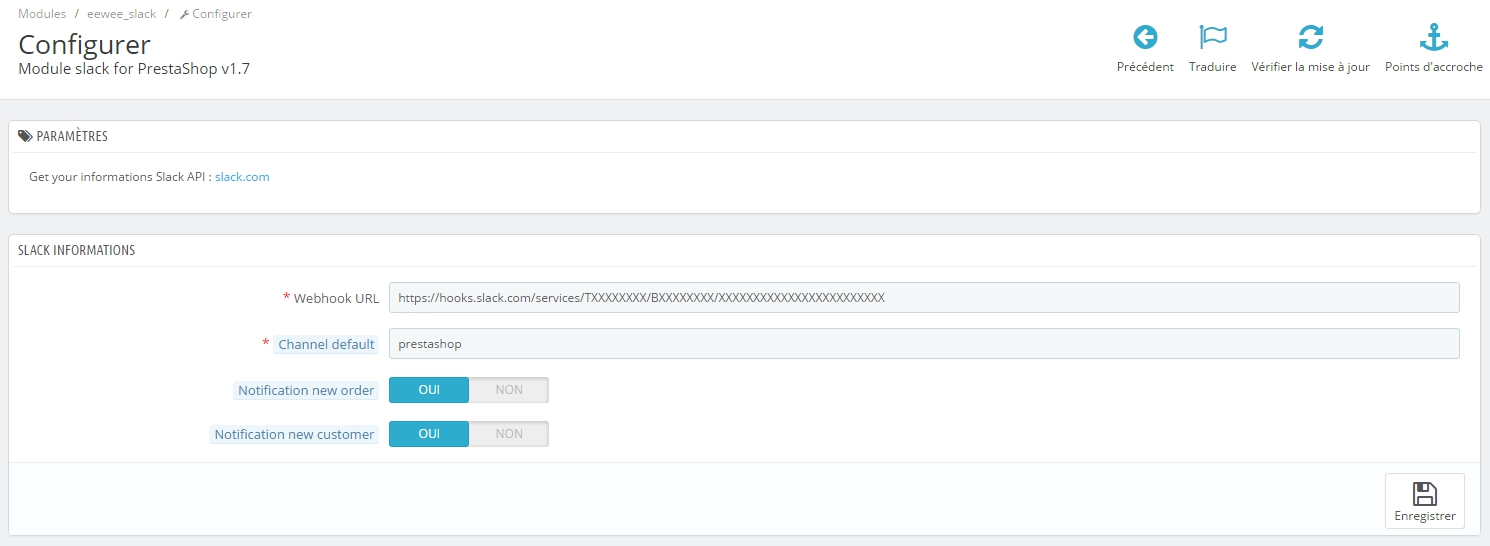 Modules / eewee_slack / Configurer
Configurer
Module slack for PrestaShop v1.7
Précédent
Traduire
Vérifier la mise à jour
Points d'accroche
PARAMÈTRES
Get your informations Slack API : slack.com
SLACK INFORMATIONS
* Webhook URL https://hooks.slack.com/services/TXXXXXXXX/BXXXXXXXX/XXXXXXXXXXXXXXXXXXXXXXXX
* Channel default prestashop
Notification new order OUI NON
Notification new customer OUI NON
Enregistrer